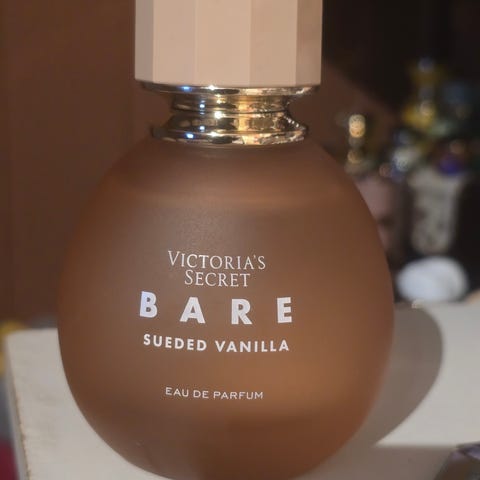 VICTORIA'S
SECRET
BARE
SUEDED VANILLA
EAU DE PARFUM